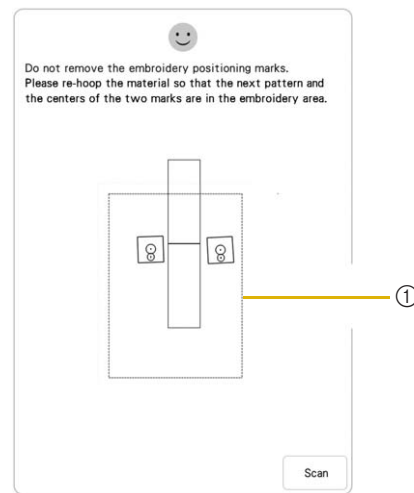 Do not remove the embroidery positioning marks.
Please re-hoop the material so that the next pattern and
the centers of the two marks are in the embroidery area.
①
Scan